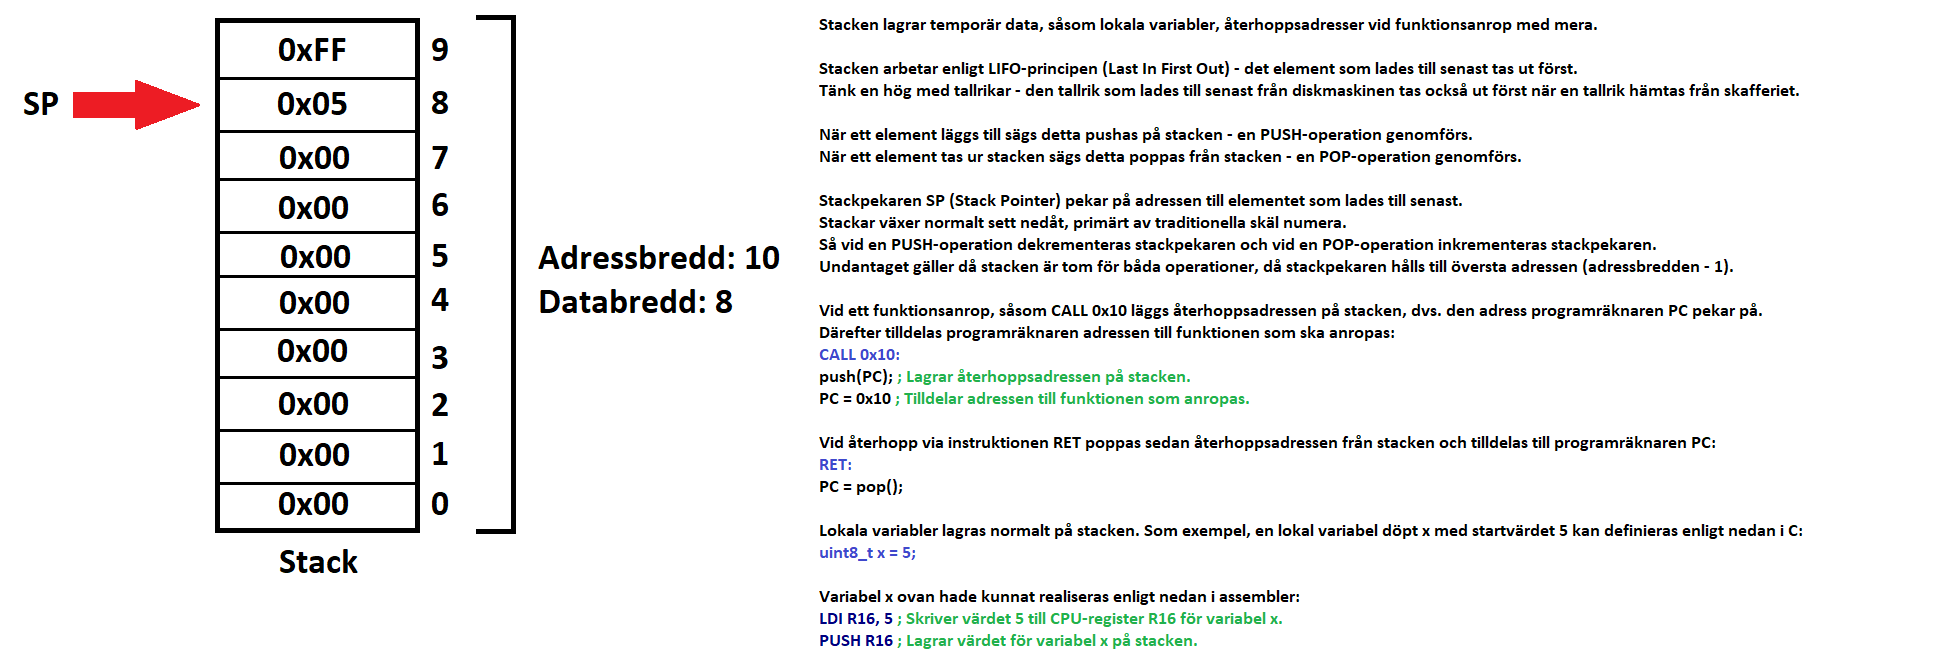 0xFF 9
SP 0x05 8
0x00 7
0x00 6
0x00 5
0x00 4
0x00 3
0x00 2
0x00 1
0x00 0
Stack
Adressbredd: 10
Databredd: 8
Stacken lagrar temporär data, såsom lokala variabler, återhoppsadresser vid funktionsanrop med mera.
Stacken arbetar enligt LIFO-principen (Last In First Out) - det element som lades till senast tas ut först.
Tänk en hög med tallrikar - den tallrik som lades till senast från diskmaskinen tas också ut först när en tallrik hämtas från skafferiet.
När ett element läggs till sägs detta pushas på stacken - en PUSH-operation genomförs.
När ett element tas ur stacken sägs detta poppas från stacken - en POP-operation genomförs.
Stackpekaren SP (Stack Pointer) pekar på adressen till elementet som lades till senast.
Stackar växer normalt sett nedåt, primärt av traditionella skäl numera.
Så vid en PUSH-operation dekrementeras stackpekaren och vid en POP-operation inkrementeras stackpekaren.
Undantaget gäller då stacken är tom för båda operationer, då stackpekaren hålls till översta adressen (adressbredden - 1).
Vid ett funktionsanrop, såsom CALL 0x10 läggs återhoppsadressen på stacken, dvs. den adress programräknaren PC pekar på.
Därefter tilldelas programräknaren adressen till funktionen som ska anropas:
CALL 0x10:
push(PC); ; Lagrar återhoppsadressen på stacken.
PC = 0x10 ; Tilldelar adressen till funktionen som anropas.
Vid återhopp via instruktionen RET poppas sedan återhoppsadressen från stacken och tilldelas till programräknaren PC:
RET:
PC = pop();
Lokala variabler lagras normalt på stacken. Som exempel, en lokal variabel döpt x med startvärdet 5 kan definieras enligt nedan i C:
uint8_t x = 5;
Variabel x ovan hade kunnat realiseras enligt nedan i assembler:
LDI R16, 5 ; Skriver värdet 5 till CPU-register R16 för variabel x.
PUSH R16 ; Lagrar värdet för variabel x på stacken.